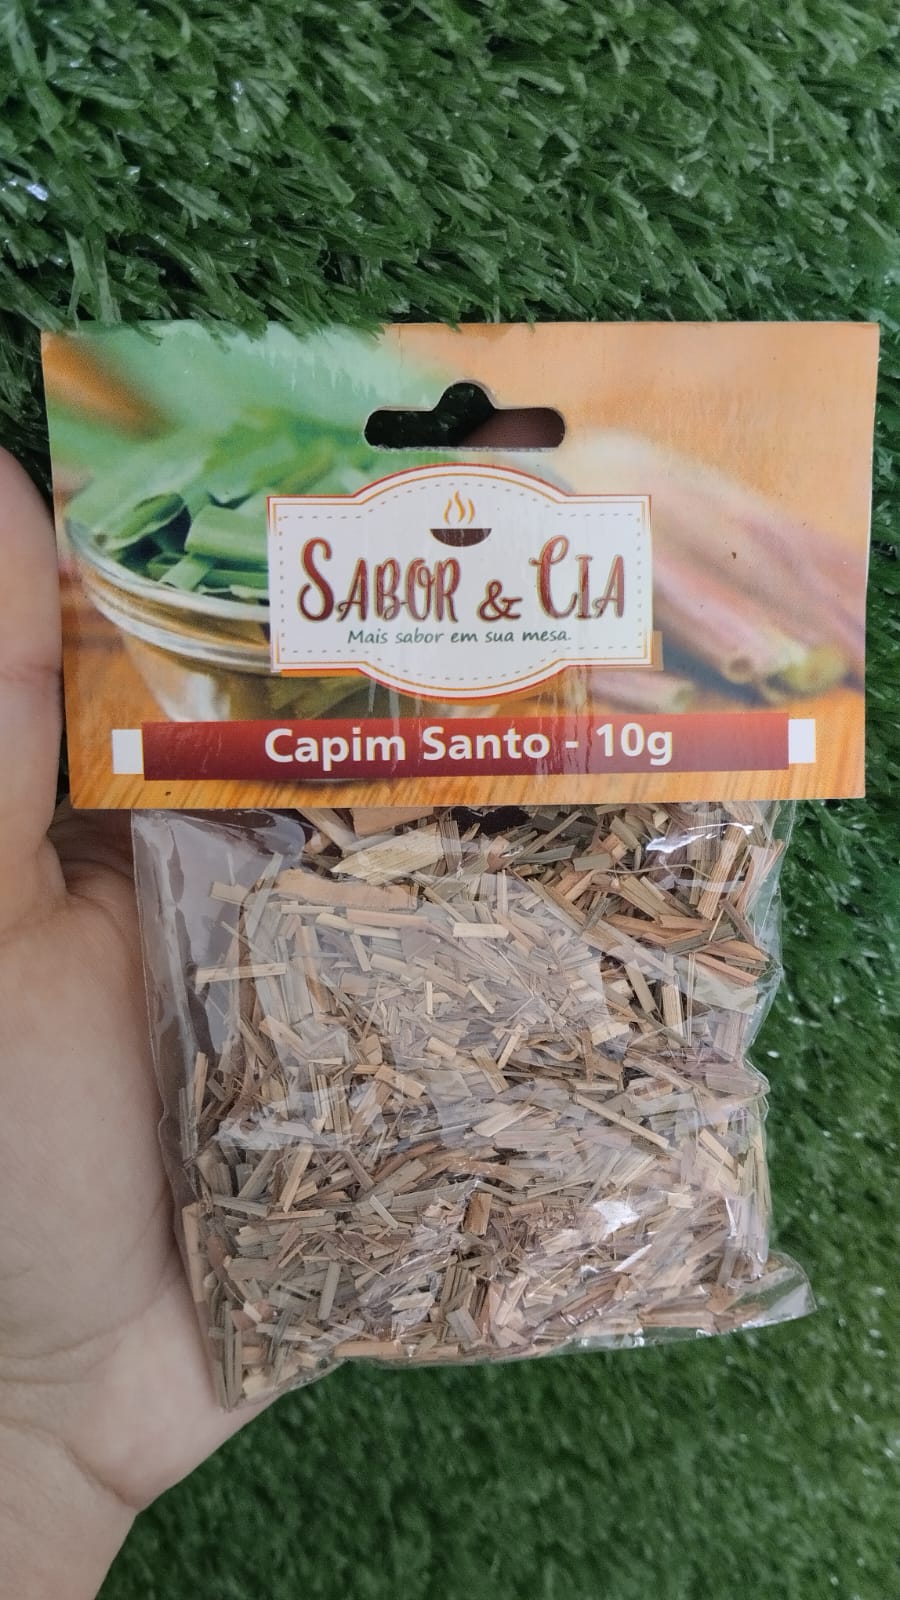 SABOR & CIA
Mais sabor em sua mesa.
Capim Santo - 10g